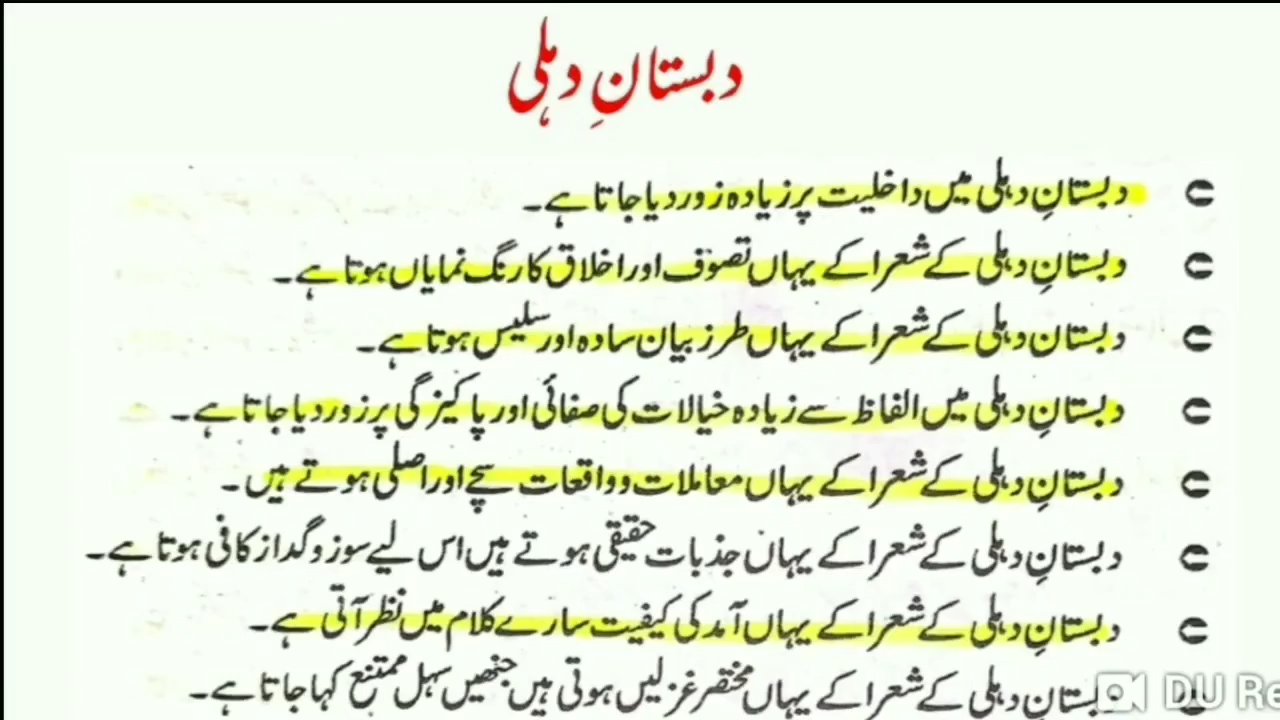 دبستانِ دہلی
⊂ دبستانِ دہلی میں داخلیت پر زیادہ زور دیا جاتا ہے۔
⊂ دبستانِ دہلی کے شعرا کے یہاں تصوّف اور اخلاق کا رنگ نمایاں ہوتا ہے۔
⊂ دبستانِ دہلی کے شعرا کے یہاں طرز بیان سادہ اور سلیس ہوتا ہے۔
⊂ دبستانِ دہلی میں الفاظ سے زیادہ خیالات کی صفائی اور پاکیزگی پر زور دیا جاتا ہے۔
⊂ دبستانِ دہلی کے شعرا کے یہاں معاملات و واقعات سچے اور اصلی ہوتے ہیں۔
⊂ دبستانِ دہلی کے شعرا کے یہاں جذبات حقیقی ہوتے ہیں اس لیے سوز و گداز کافی ہوتا ہے۔
⊂ دبستانِ دہلی کے شعرا کے یہاں آمد کی کیفیت سارے کلام میں نظر آتی ہے۔
⊂ دبستانِ دہلی کے شعرا کے یہاں مختصر غزلیں ہوتی ہیں جنھیں سہل ممتنع کہا جاتا ہے۔
DU Re